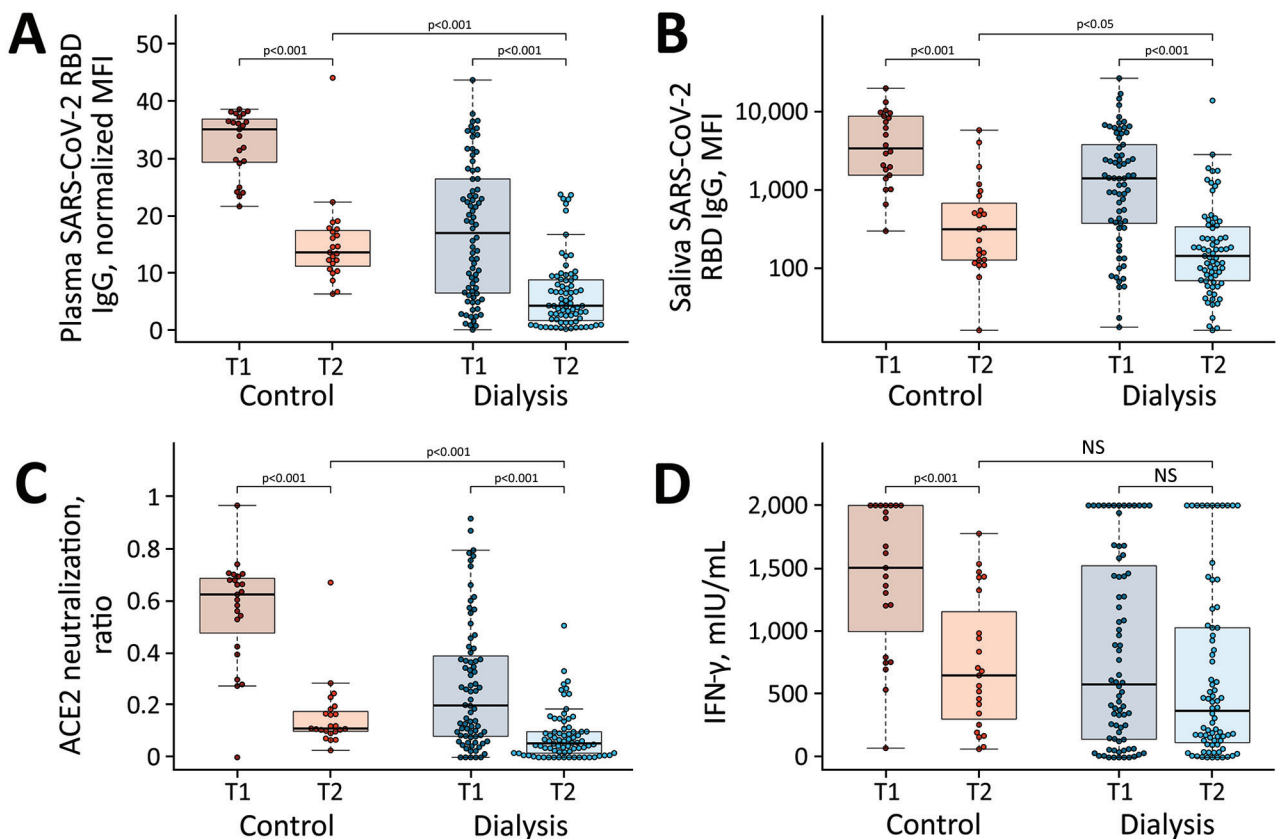 A
Plasma SARS-CoV-2 RBD
IgG, normalized MFI
50
40
30
20
10
0
p<0.001
p<0.001
p<0.001
T1
T2
T1
T2
Control
Dialysis
B
Saliva SARS-CoV-2
RBD IgG, MFI
10,000
1,000
100
p<0.05
p<0.001
p<0.001
T1
T2
T1
T2
Control
Dialysis
C
ACE2 neutralization,
ratio
1
0.8
0.6
0.4
0.2
0
p<0.001
p<0.001
p<0.001
T1
T2
T1
T2
Control
Dialysis
D
IFN-γ, mIU/mL
2,000
1,500
1,000
500
0
NS
p<0.001
NS
T1
T2
T1
T2
Control
Dialysis